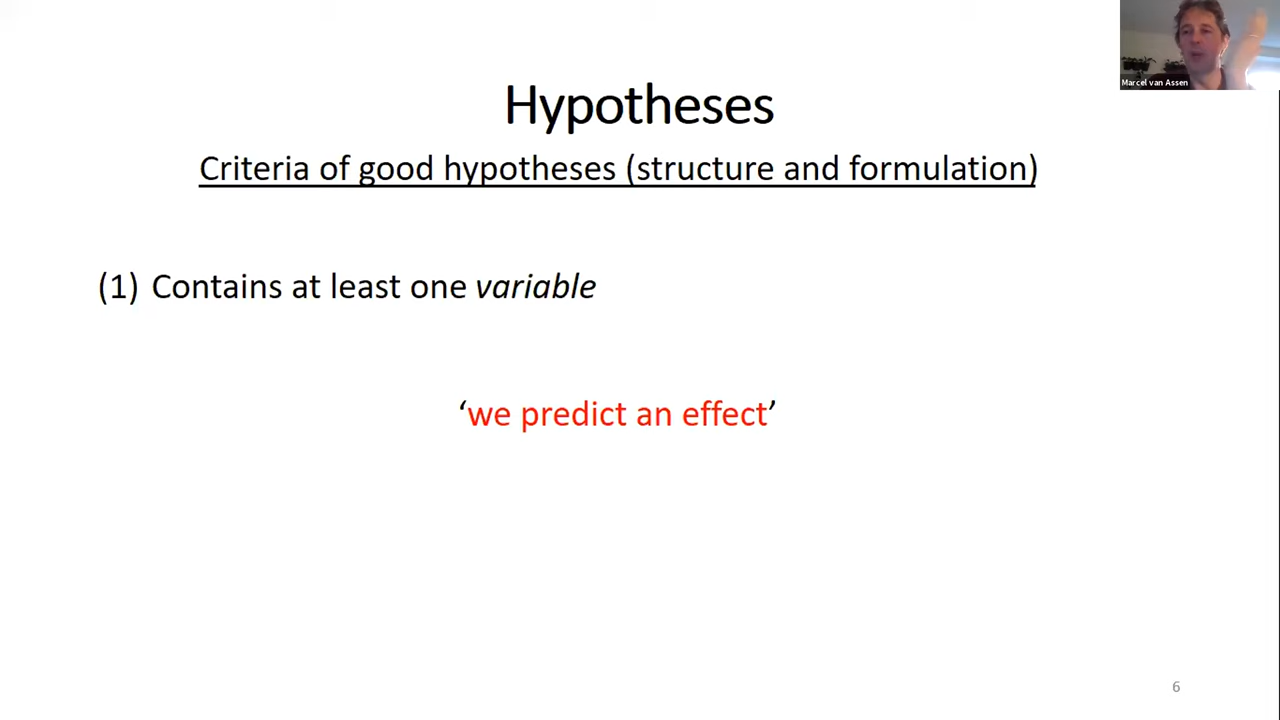 Marcel van Assen
Hypotheses
Criteria of good hypotheses (structure and formulation)
(1) Contains at least one variable
‘we predict an effect’
6